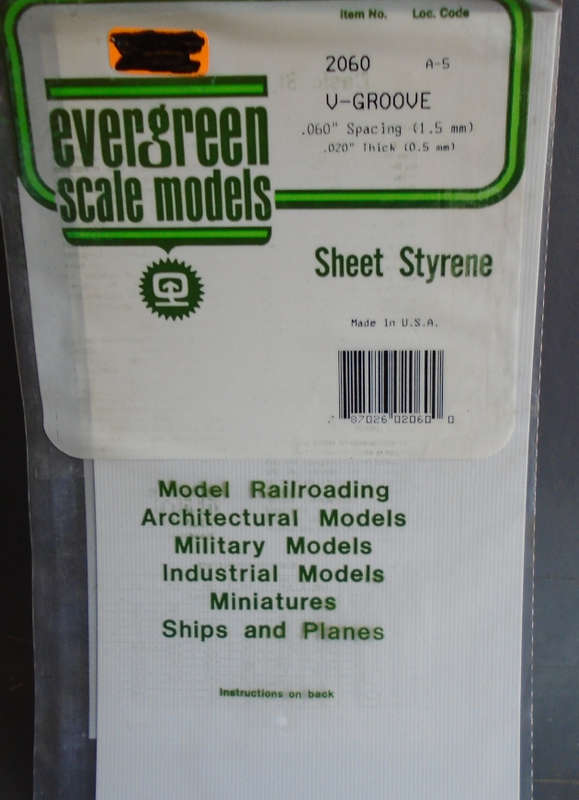 Item No. Loc. Code
2060 A-5
V-GROOVE
.060" Spacing (1.5 mm)
.020" Thick (0.5 mm)
evergreen
scale models
Sheet Styrene
Made in U.S.A.
87026 02060 0
Model Railroading
Architectural Models
Military Models
Industrial Models
Miniatures
Ships and Planes
Instructions on back